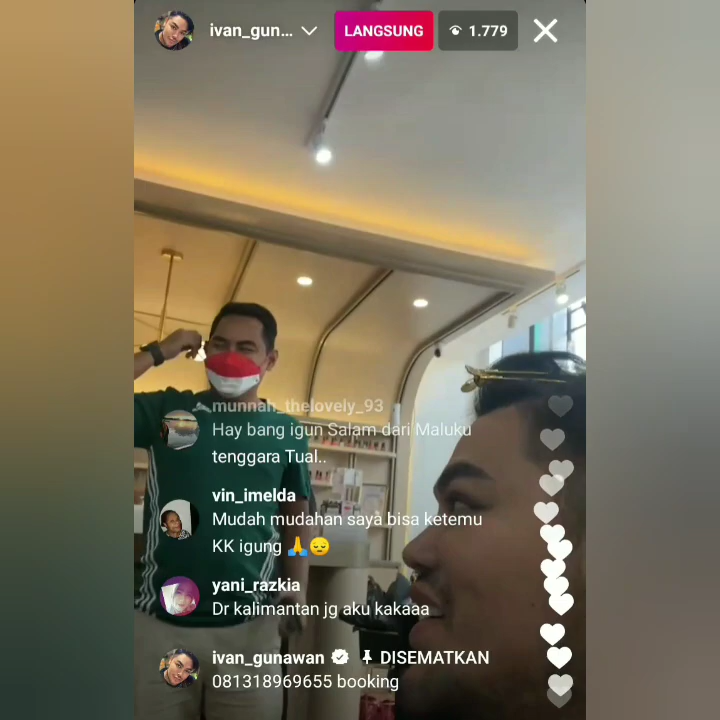 ivan_gun...
LANGSUNG
1.779
munnah_thelovely_93
Hay bang igun Salam dari Maluku
tenggara Tual..
vin_imelda
Mudah mudahan saya bisa ketemu
KK igung 🙏😔
yani_razkia
Dr kalimantan jg aku kakaaa
ivan_gunawan DISEMATKAN
081318969655 booking